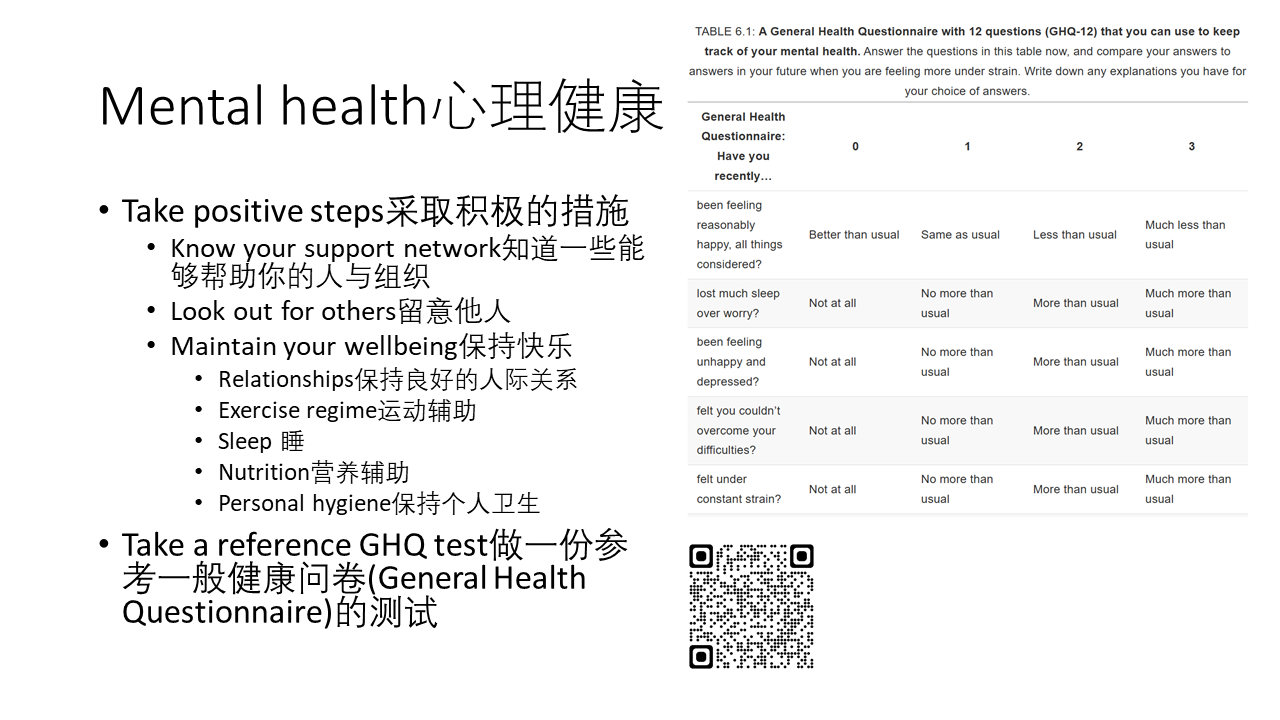 Mental health心理健康
• Take positive steps采取积极的措施
• Know your support network知道一些能
够帮助你的人与组织
• Look out for others留意他人
• Maintain your wellbeing保持快乐
• Relationships保持良好的人际关系
• Exercise regime运动辅助
• Sleep 睡
• Nutrition营养辅助
• Personal hygiene保持个人卫生
• Take a reference GHQ test做一份参
考一般健康问卷(General Health
Questionnaire)的测试
TABLE 6.1: A General Health Questionnaire with 12 questions (GHQ-12) that you can use to keep
track of your mental health. Answer the questions in this table now, and compare your answers to
answers in your future when you are feeling more under strain. Write down any explanations you have for
your choice of answers.
General Health
Questionnaire:
Have you
recently…
0
1
2
3
been feeling
reasonably
happy, all things
considered?
Better than usual
Same as usual
Less than usual
Much less than
usual
lost much sleep
over worry?
Not at all
No more than
usual
More than usual
Much more than
usual
been feeling
unhappy and
depressed?
Not at all
No more than
usual
More than usual
Much more than
usual
felt you couldn’t
overcome your
difficulties?
Not at all
No more than
usual
More than usual
Much more than
usual
felt under
constant strain?
Not at all
No more than
usual
More than usual
Much more than
usual